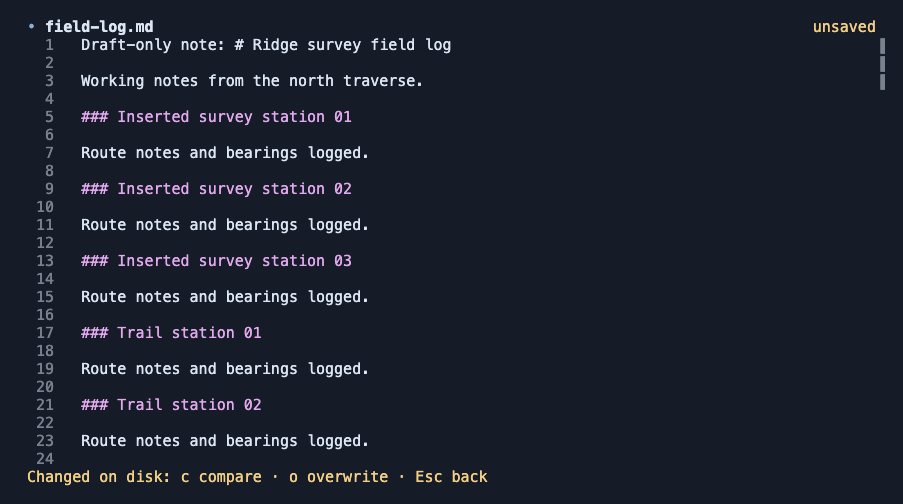 • field-log.md unsaved
1 Draft-only note: # Ridge survey field log
2
3 Working notes from the north traverse.
4
5 ### Inserted survey station 01
6
7 Route notes and bearings logged.
8
9 ### Inserted survey station 02
10
11 Route notes and bearings logged.
12
13 ### Inserted survey station 03
14
15 Route notes and bearings logged.
16
17 ### Trail station 01
18
19 Route notes and bearings logged.
20
21 ### Trail station 02
22
23 Route notes and bearings logged.
24
Changed on disk: c compare · o overwrite · Esc back